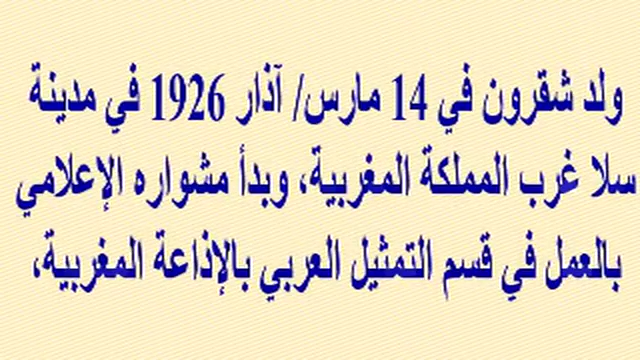 ولد شقرون في 14 مارس/ آذار 1926 في مدينة
سلا غرب المملكة المغربية، وبدأ مشواره الإعلامي
بالعمل في قسم التمثيل العربي بالإذاعة المغربية،